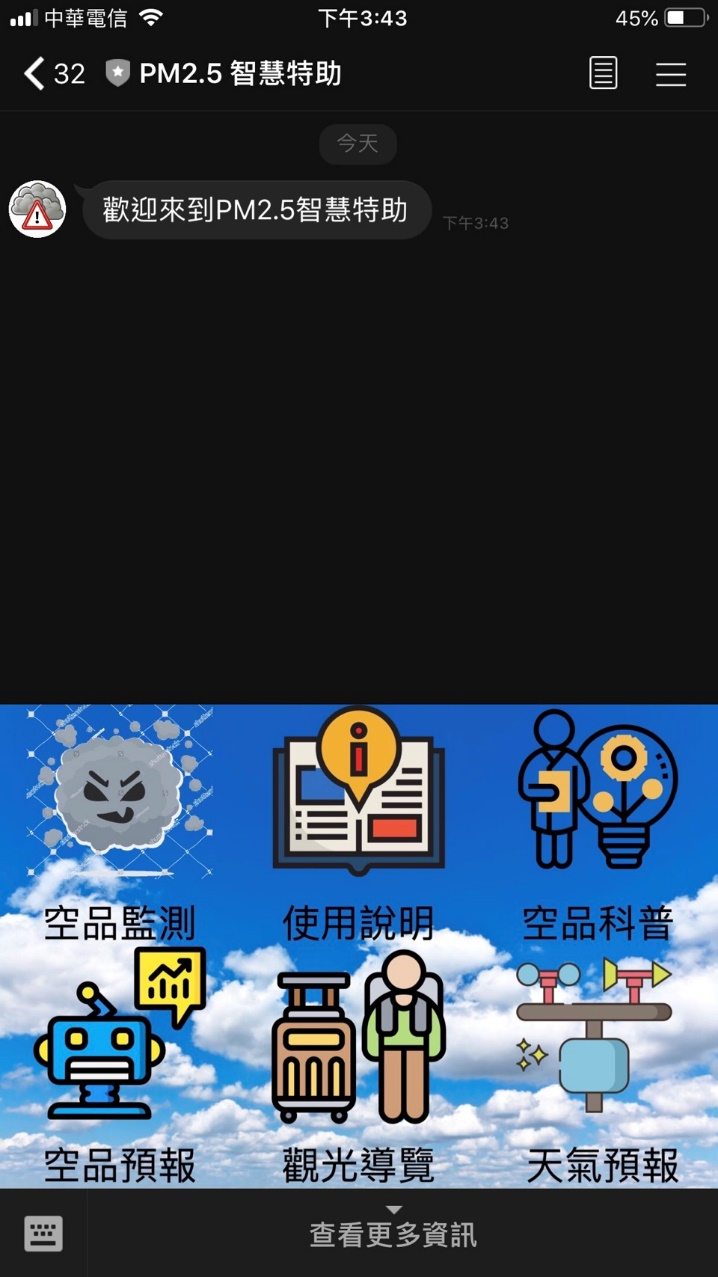 中華電信 下午3:43 45%
32 PM2.5 智慧特助
今天
歡迎來到PM2.5智慧特助 下午3:43
空品監測 使用說明 空品科普
空品預報 觀光導覽 天氣預報
查看更多資訊